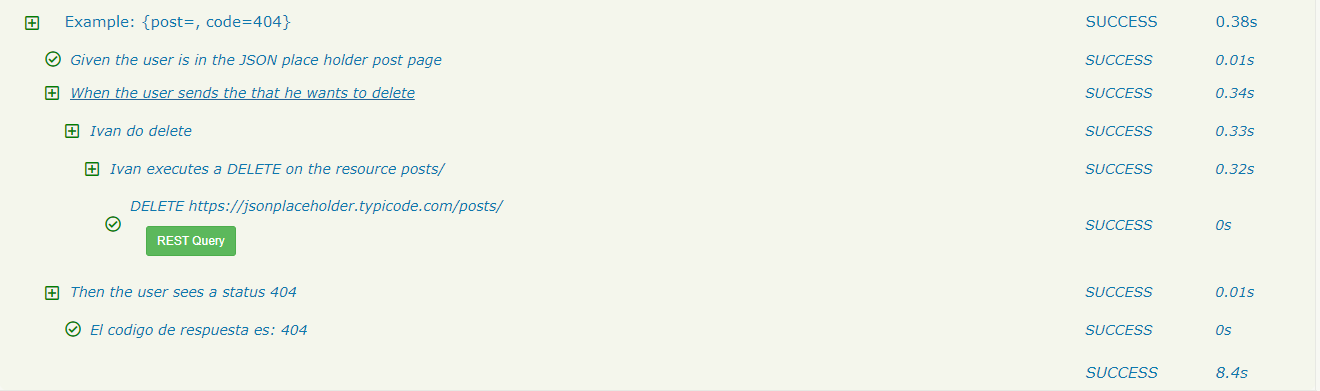 Example: {post=, code=404} SUCCESS 0.38s
Given the user is in the JSON place holder post page SUCCESS 0.01s
When the user sends the that he wants to delete SUCCESS 0.34s
Ivan do delete SUCCESS 0.33s
Ivan executes a DELETE on the resource posts/ SUCCESS 0.32s
DELETE https://jsonplaceholder.typicode.com/posts/
REST Query SUCCESS 0s
Then the user sees a status 404 SUCCESS 0.01s
El codigo de respuesta es: 404 SUCCESS 0s
SUCCESS 8.4s